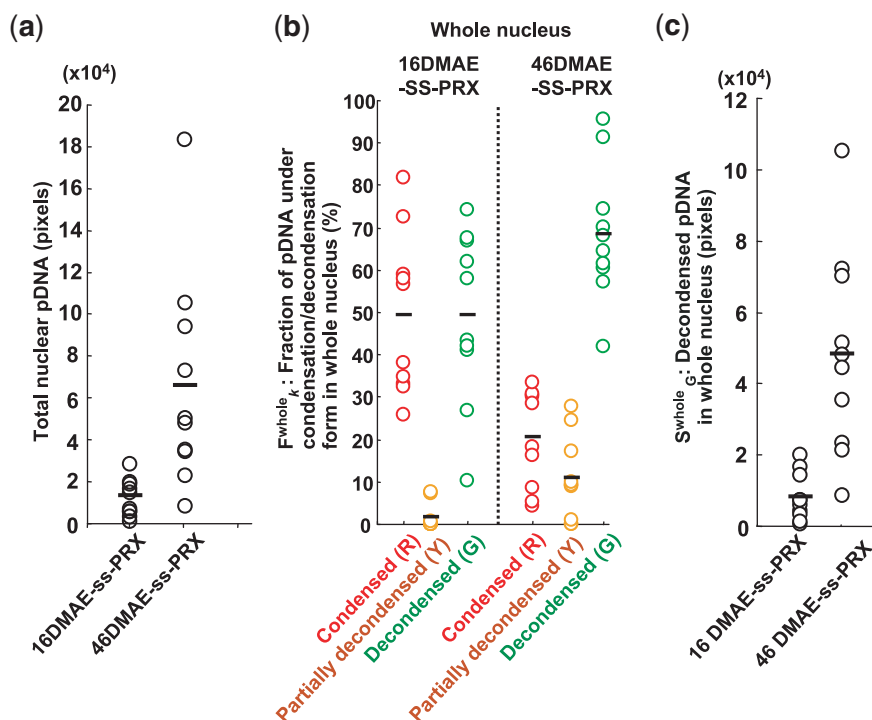 (a)
(x10⁴)
Total nuclear pDNA (pixels)
20
18
16
14
12
10
8
6
4
2
0
16DMAE-ss-PRX
46DMAE-ss-PRX
(b)
Whole nucleus
16DMAE
-SS-PRX
46DMAE
-SS-PRX
F^whole_k : Fraction of pDNA under
condensation/decondensation
form in whole nucleus (%)
100
90
80
70
60
50
40
30
20
10
0
Condensed (R)
Partially decondensed (Y)
Decondensed (G)
Condensed (R)
Partially decondensed (Y)
Decondensed (G)
(c)
(x10⁴)
S^whole_G : Decondensed pDNA
in whole nucleus (pixels)
12
10
8
6
4
2
0
16 DMAE-ss-PRX
46 DMAE-ss-PRX